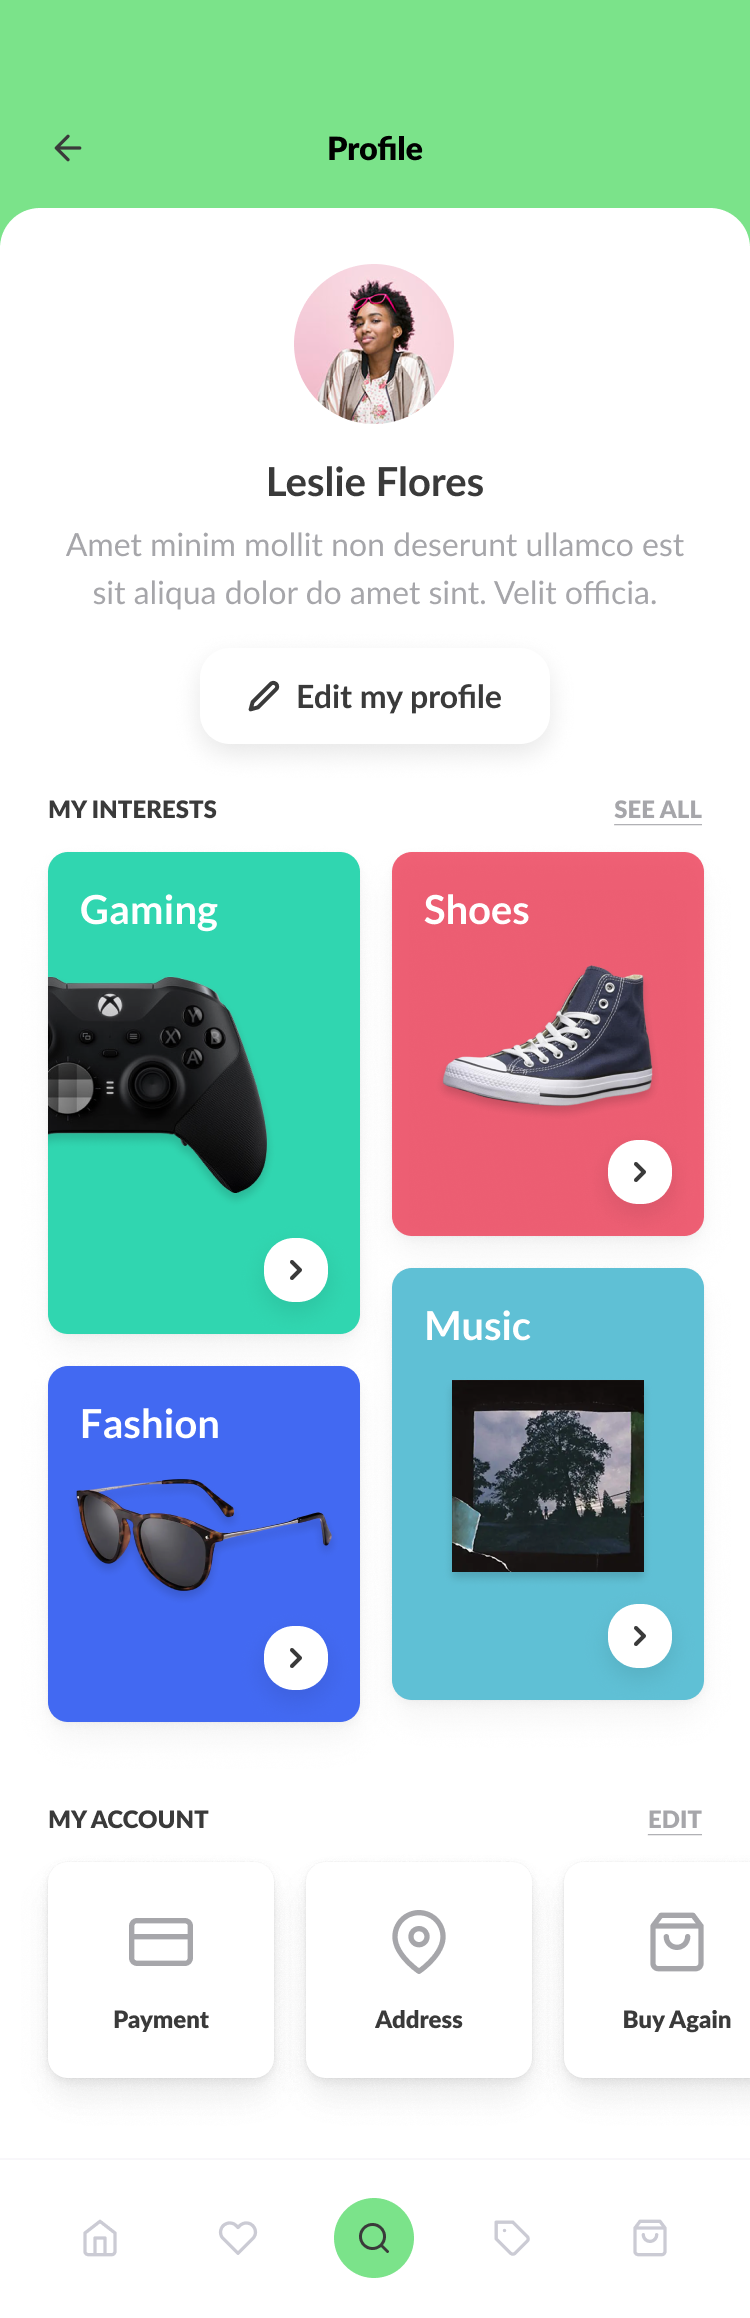 Profile
Leslie Flores
Amet minim mollit non deserunt ullamco est
sit aliqua dolor do amet sint. Velit officia.
Edit my profile
MY INTERESTS
SEE ALL
Gaming
Y
X
B
A
Shoes
Fashion
Music
MY ACCOUNT
EDIT
Payment
Address
Buy Again